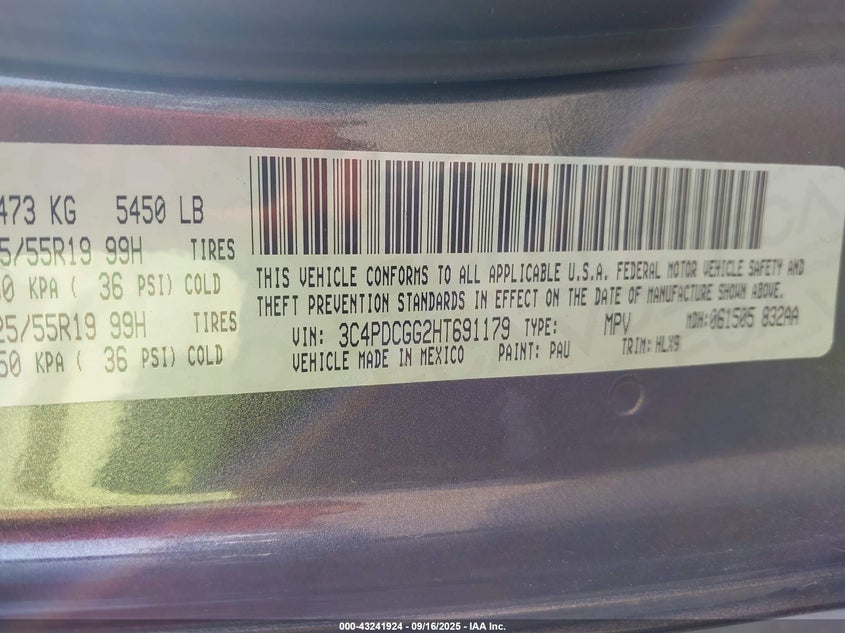 473 KG 5450 LB
5/55R19 99H TIRES
50 KPA ( 36 PSI) COLD
25/55R19 99H TIRES
50 KPA ( 36 PSI) COLD
THIS VEHICLE CONFORMS TO ALL APPLICABLE U.S.A. FEDERAL MOTOR VEHICLE SAFETY AND
THEFT PREVENTION STANDARDS IN EFFECT ON THE DATE OF MANUFACTURE SHOWN ABOVE.
VIN: 3C4PDCGG2HT691179 TYPE: MPV MDH:061505 832AA
VEHICLE MADE IN MEXICO PAINT: PAU TRIM: HLX9
000-43241924 - 09/16/2025 - IAA Inc.